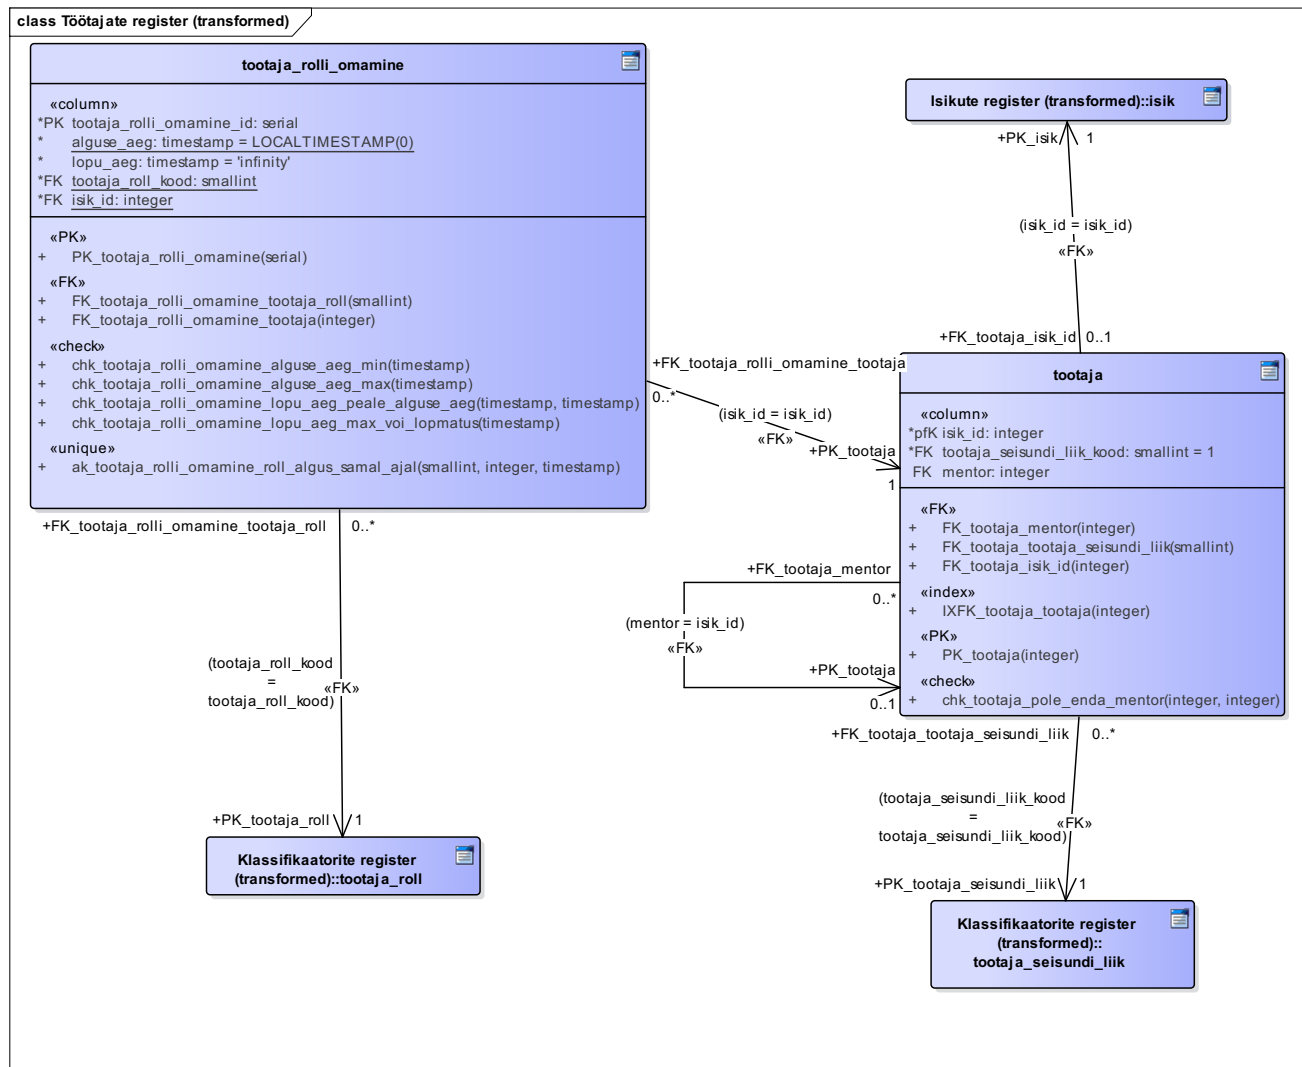 class Töötajate register (transformed)
tootaja_rolli_omamine
«column»
*PK tootaja_rolli_omamine_id: serial
* alguse_aeg: timestamp = LOCALTIMESTAMP(0)
* lopu_aeg: timestamp = 'infinity'
*FK tootaja_roll_kood: smallint
*FK isik_id: integer
«PK»
+ PK_tootaja_rolli_omamine(serial)
«FK»
+ FK_tootaja_rolli_omamine_tootaja_roll(smallint)
+ FK_tootaja_rolli_omamine_tootaja(integer)
«check»
+ chk_tootaja_rolli_omamine_alguse_aeg_min(timestamp)
+ chk_tootaja_rolli_omamine_alguse_aeg_max(timestamp)
+ chk_tootaja_rolli_omamine_lopu_aeg_peale_alguse_aeg(timestamp, timestamp)
+ chk_tootaja_rolli_omamine_lopu_aeg_max_voi_lopmatus(timestamp)
«unique»
+ ak_tootaja_rolli_omamine_roll_algus_samal_ajal(smallint, integer, timestamp)
Isikute register (transformed)::isik
+PK_isik 1
(isik_id = isik_id)
«FK»
+FK_tootaja_isik_id 0..1
+FK_tootaja_rolli_omamine_tootaja
0..*
(isik_id = isik_id)
«FK»
+PK_tootaja
1
tootaja
«column»
*pfK isik_id: integer
*FK tootaja_seisundi_liik_kood: smallint = 1
FK mentor: integer
«FK»
+ FK_tootaja_mentor(integer)
+ FK_tootaja_tootaja_seisundi_liik(smallint)
+ FK_tootaja_isik_id(integer)
«index»
+ IXFK_tootaja_tootaja(integer)
«PK»
+ PK_tootaja(integer)
«check»
+ chk_tootaja_pole_enda_mentor(integer, integer)
+FK_tootaja_mentor
0..*
(mentor = isik_id)
«FK»
+PK_tootaja
0..1
+FK_tootaja_rolli_omamine_tootaja_roll 0..*
(tootaja_roll_kood
=
tootaja_roll_kood)
«FK»
+PK_tootaja_roll 1
Klassifikaatorite register
(transformed)::tootaja_roll
+FK_tootaja_tootaja_seisundi_liik 0..*
(tootaja_seisundi_liik_kood
=
tootaja_seisundi_liik_kood)
«FK»
+PK_tootaja_seisundi_liik 1
Klassifikaatorite register
(transformed)::
tootaja_seisundi_liik